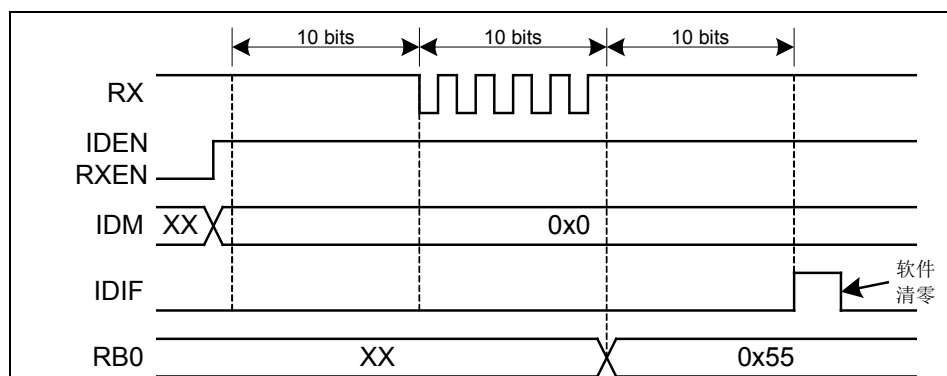 10 bits 10 bits 10 bits
RX
IDEN
RXEN
IDM XX 0x0
IDIF 软件
清零
RB0 XX 0x55